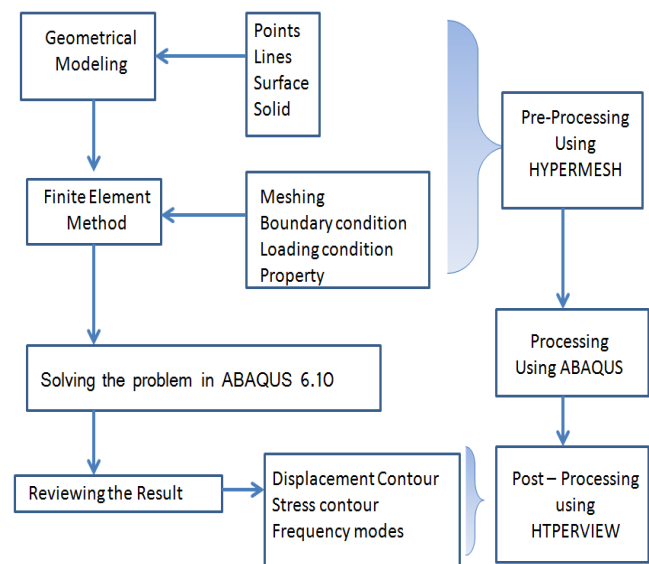 Geometrical
Modeling
Points
Lines
Surface
Solid
Pre-Processing
Using
HYPERMESH
Finite Element
Method
Meshing
Boundary condition
Loading condition
Property
Processing
Using ABAQUS
Solving the problem in ABAQUS 6.10
Reviewing the Result
Displacement Contour
Stress contour
Frequency modes
Post – Processing
using
HTPERVIEW